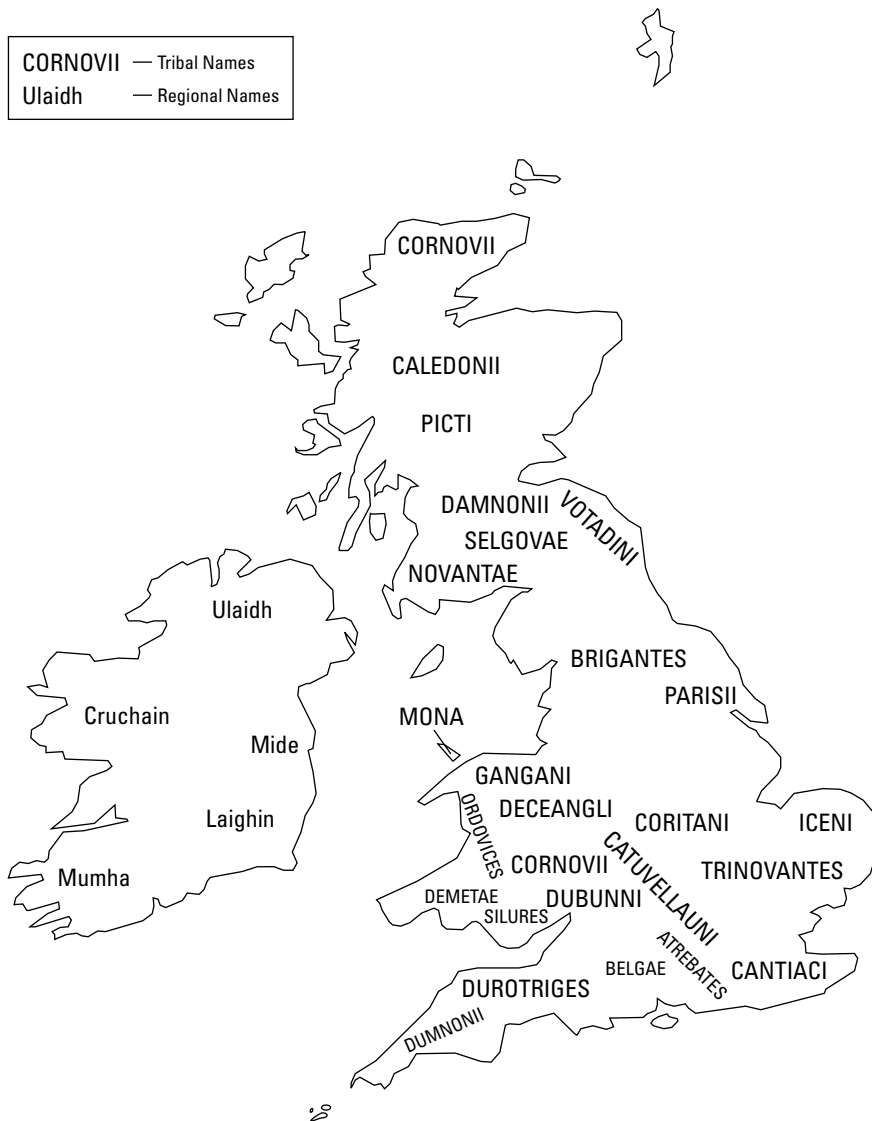 CORNOVII — Tribal Names
Ulaidh — Regional Names
CORNOVII
CALEDONII
PICTI
DAMNONII
VOTADINI
SELGOVAE
NOVANTAE
Ulaidh
BRIGANTES
PARISII
Cruchain
MONA
Mide
GANGANI
DECEANGLI
ORDOVICES
Laighin
CORITANI
ICENI
CATUVELLAUNI
CORNOVII
TRINOVANTES
Mumha
DEMETAE
DUBUNNI
SILURES
ATREBATES
BELGAE
CANTIACI
DUROTRIGES
DUMNONII